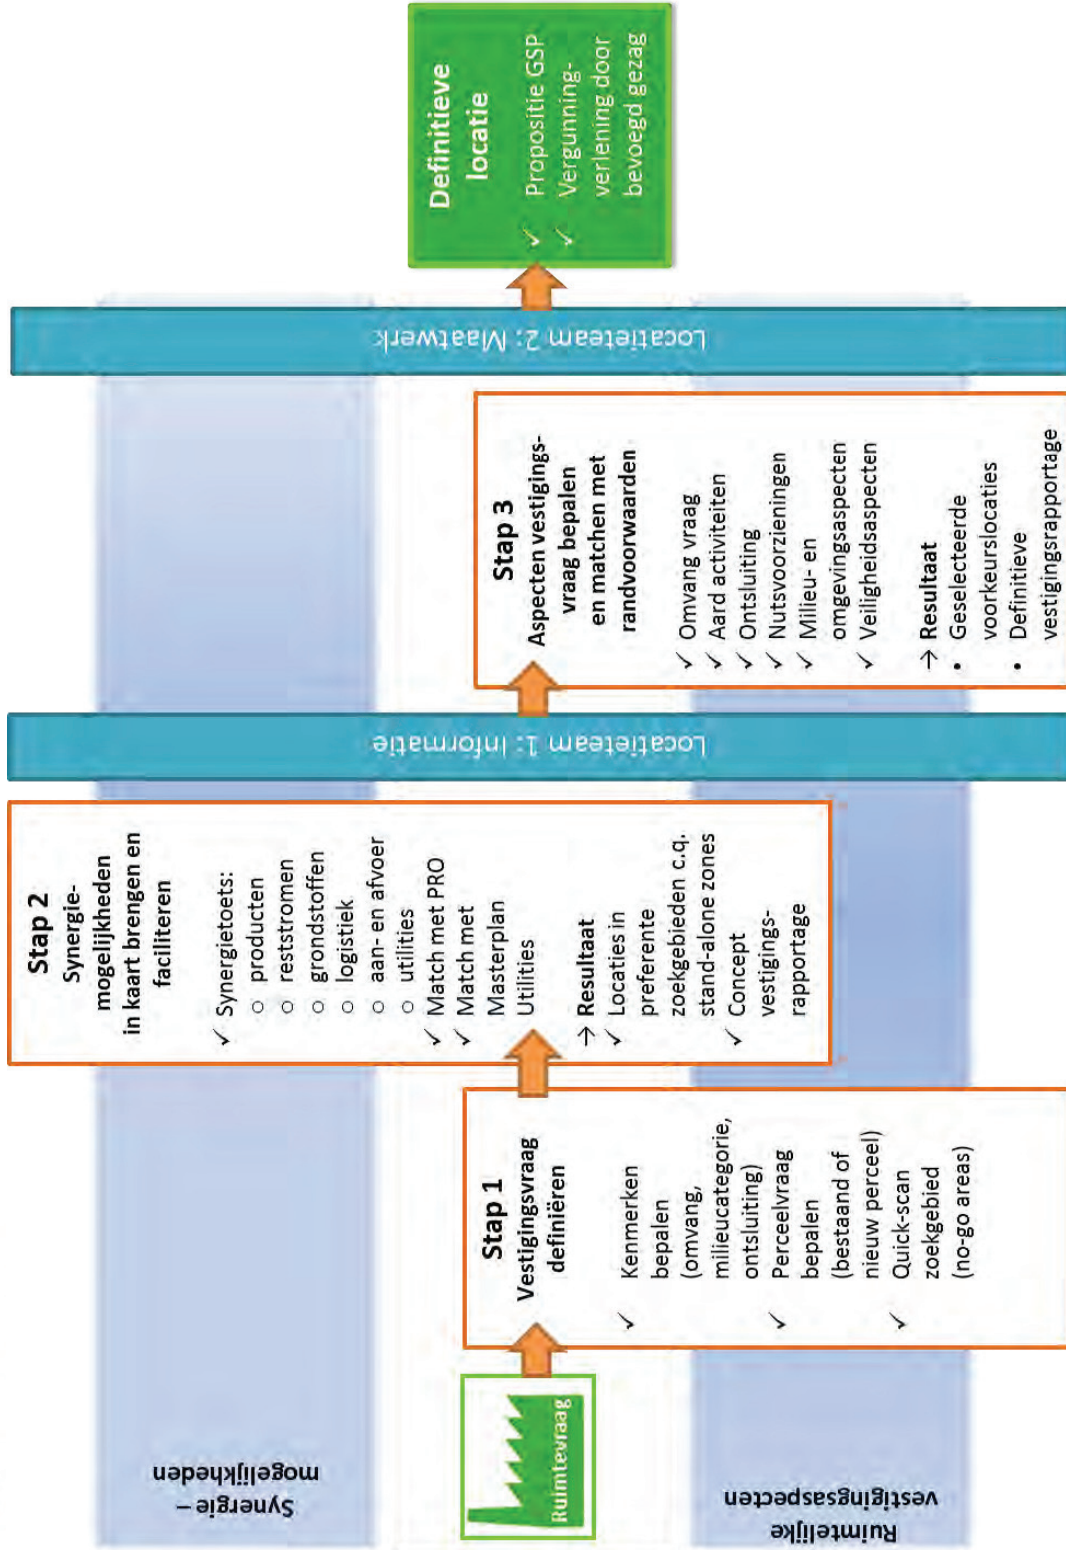 Synergie –
mogelijkheden
Ruimtelijke
vestigingsaspecten
Ruimtevraag
Stap 1
Vestigingsvraag
definiëren
✓ Kenmerken
bepalen
(omvang,
milieucategorie,
ontsluiting)
✓ Perceelvraag
bepalen
(bestaand of
nieuw perceel)
✓ Quick-scan
zoekgebied
(no-go areas)
Stap 2
Synergie-
mogelijkheden
in kaart brengen en
faciliteren
✓ Synergietoets:
○ producten
○ reststromen
○ grondstoffen
○ logistiek
○ aan- en afvoer
○ utilities
✓ Match met PRO
✓ Match met
Masterplan
Utilities
→ Resultaat
✓ Locaties in
preferente
zoekgebieden c.q.
stand-alone zones
✓ Concept
vestigings-
rapportage
Locatieteam 1: Informatie
Stap 3
Aspecten vestigings-
vraag bepalen
en matchen met
randvoorwaarden
✓ Omvang vraag
✓ Aard activiteiten
✓ Ontsluiting
✓ Nutsvoorzieningen
✓ Milieu- en
omgevingsaspecten
✓ Veiligheidsaspecten
→ Resultaat
• Geselecteerde
voorkeurslocaties
• Definitieve
vestigingsrapportage
Locatieteam 2: Maatwerk
Definitieve
locatie
✓ Propositie GSP
✓ Vergunning-
verlening door
bevoegd gezag